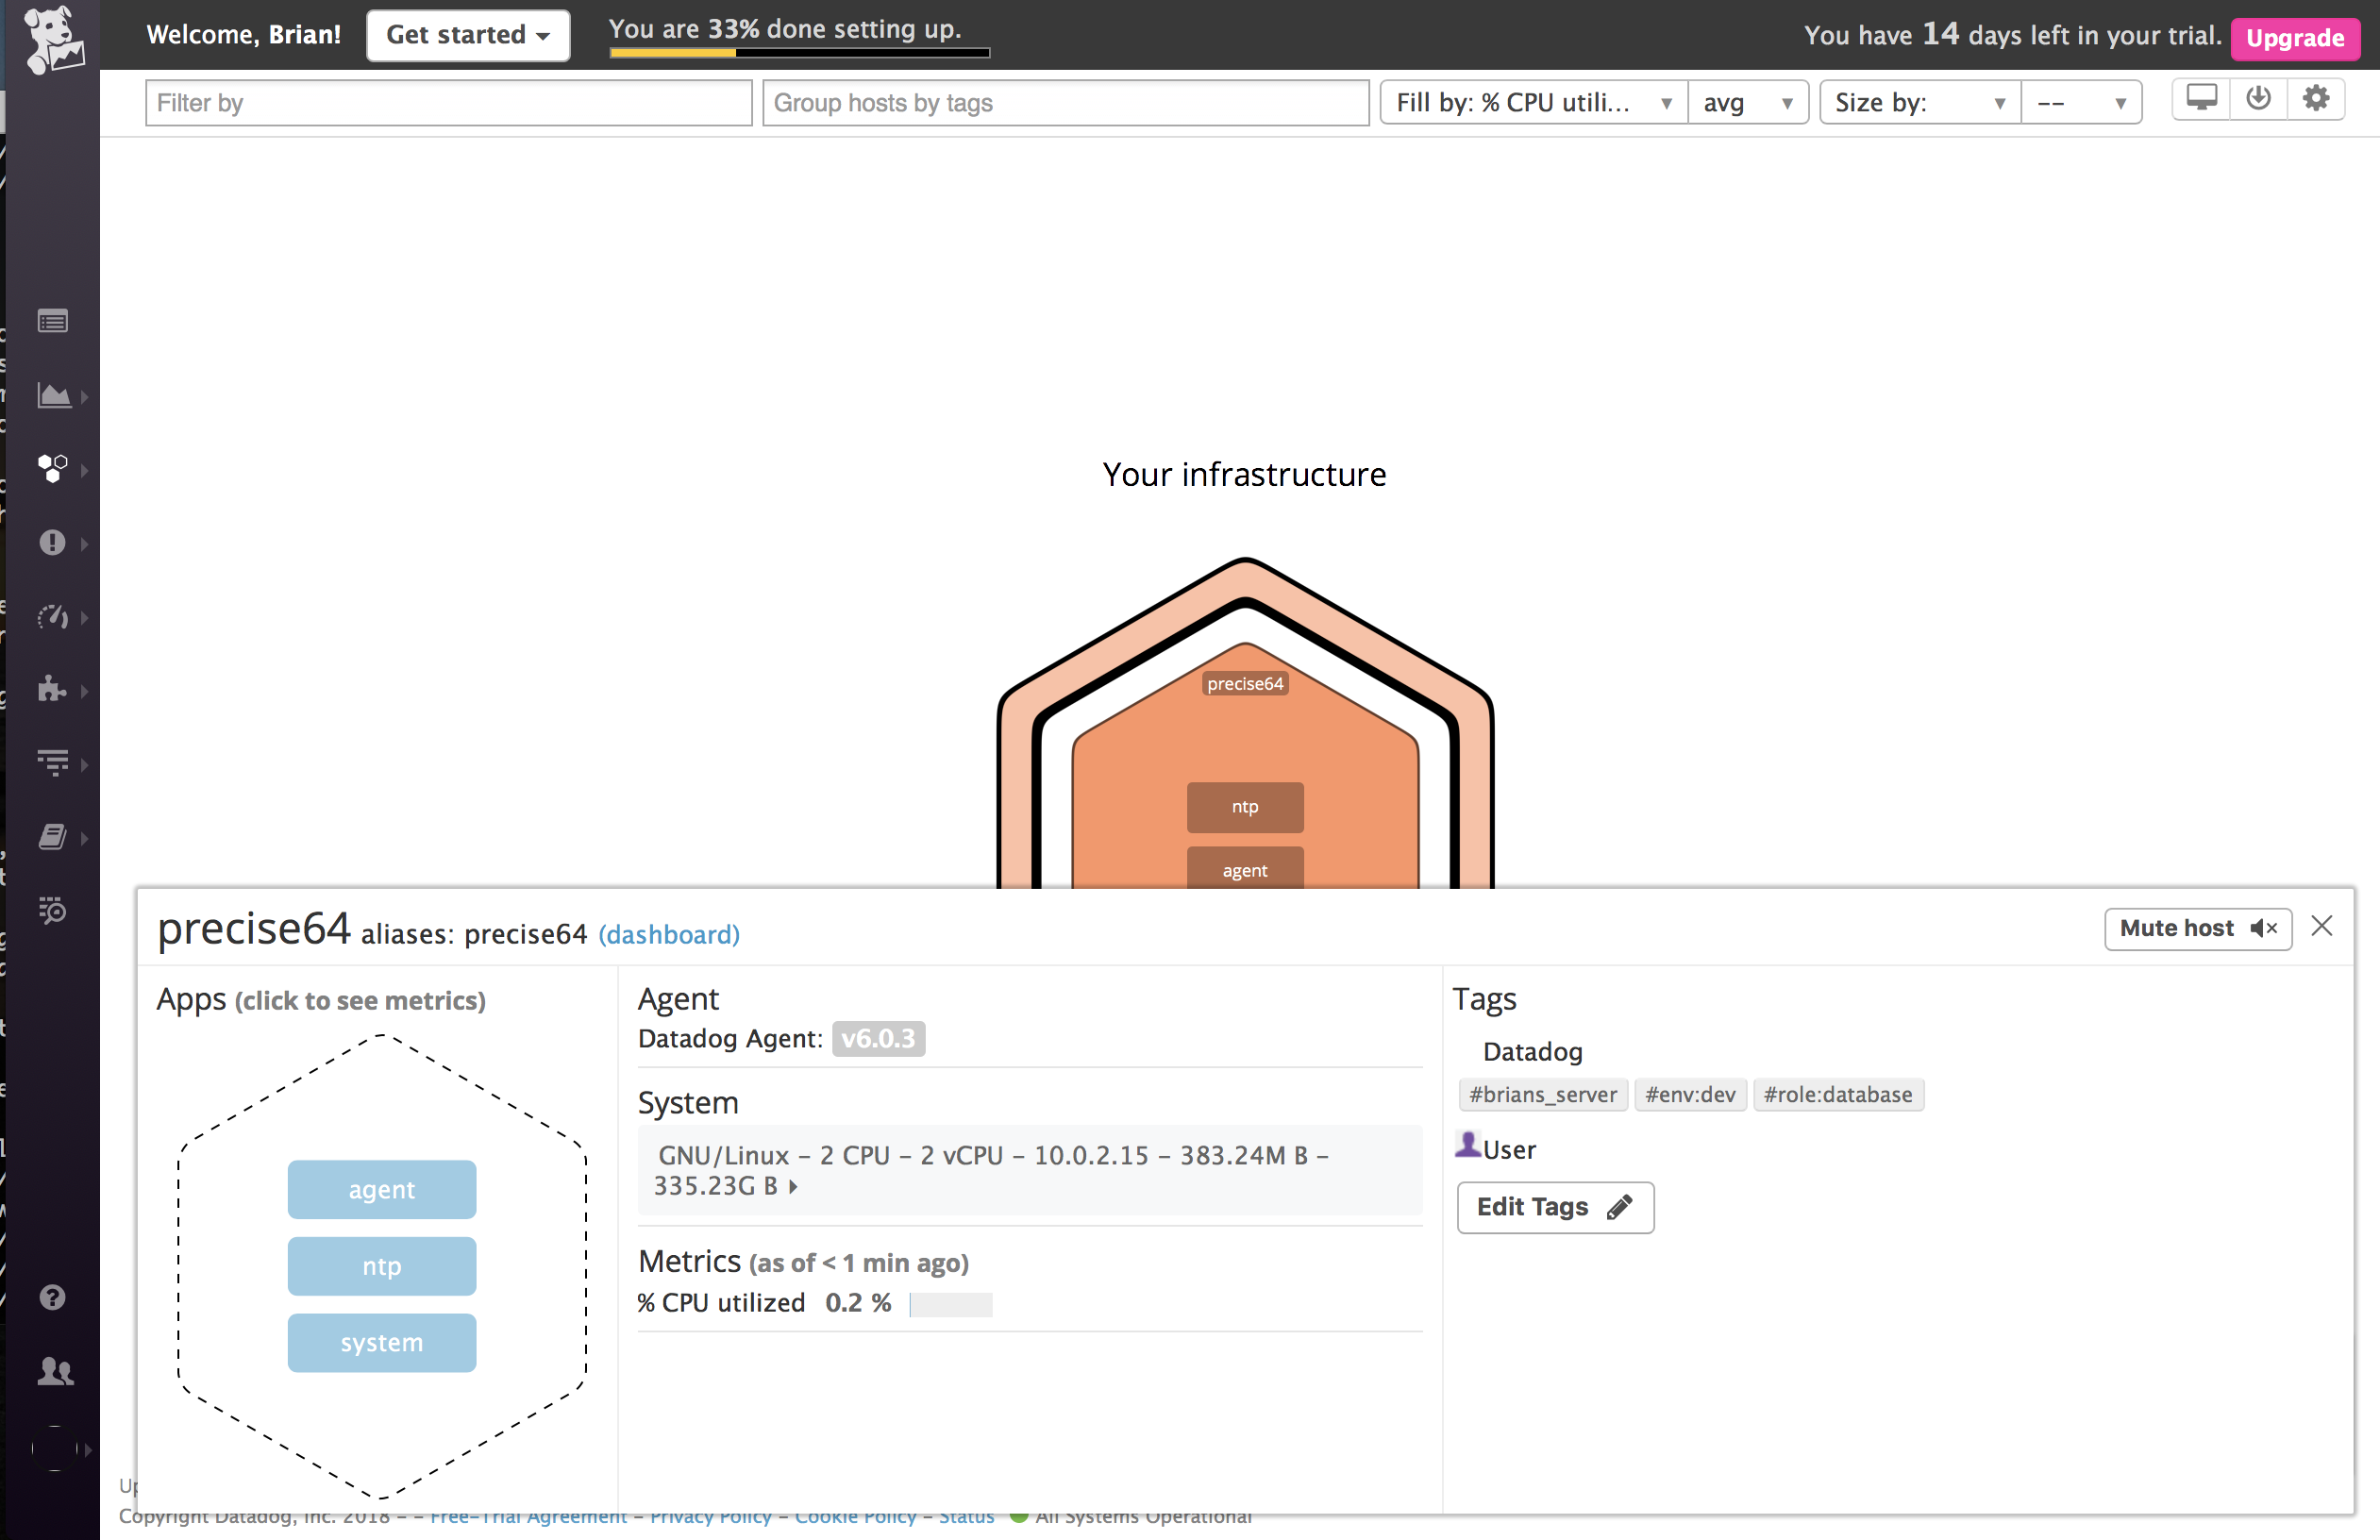 Welcome, Brian!
Get started
You are 33% done setting up.
You have 14 days left in your trial.
Upgrade
Filter by
Group hosts by tags
Fill by: % CPU utili...
avg
Size by:
--
Your infrastructure
precise64
ntp
agent
precise64 aliases: precise64 (dashboard)
Mute host
Apps (click to see metrics)
agent
ntp
system
Agent
Datadog Agent: v6.0.3
System
GNU/Linux – 2 CPU – 2 vCPU – 10.0.2.15 – 383.24M B –
335.23G B
Metrics (as of < 1 min ago)
% CPU utilized 0.2 %
Tags
Datadog
#brians_server #env:dev #role:database
User
Edit Tags
Copyright Datadog, Inc. 2018 – – Free-Trial Agreement – Privacy Policy – Cookie Policy – Status All Systems Operational